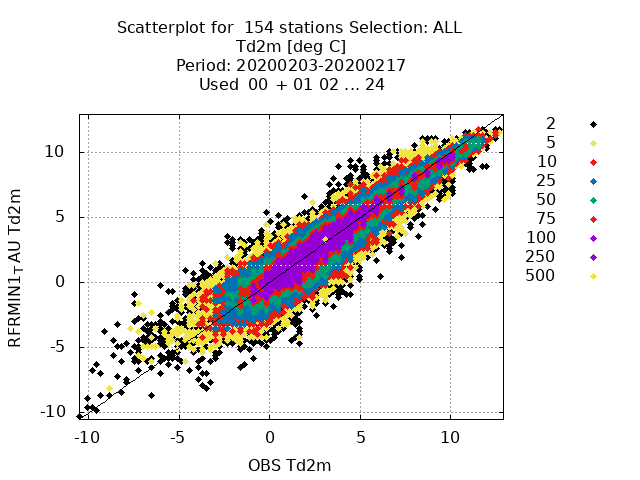 Scatterplot for  154 stations Selection: ALL
Td2m [deg C]
Period: 20200203-20200217
Used  00 + 01 02 ... 24
2
5
10
25
50
75
100
250
500
10
5
0
-5
-10
-10 -5 0 5 10
RFRMIN1TAU Td2m
OBS Td2m